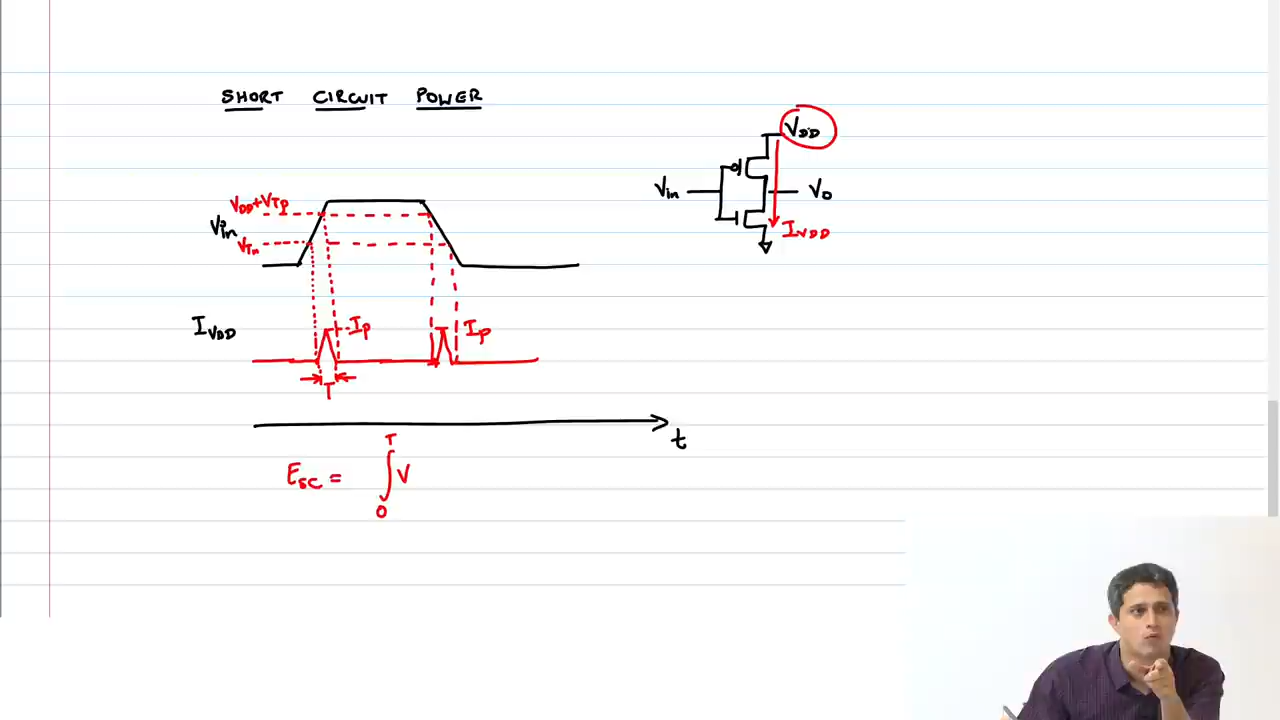 SHORT CIRCUIT POWER
VDD
Vin
VO
IVDD
VDD+VTp
Vin
VTn
IVDD
Ip
Ip
T
t
ESC = ∫₀ᵀ V